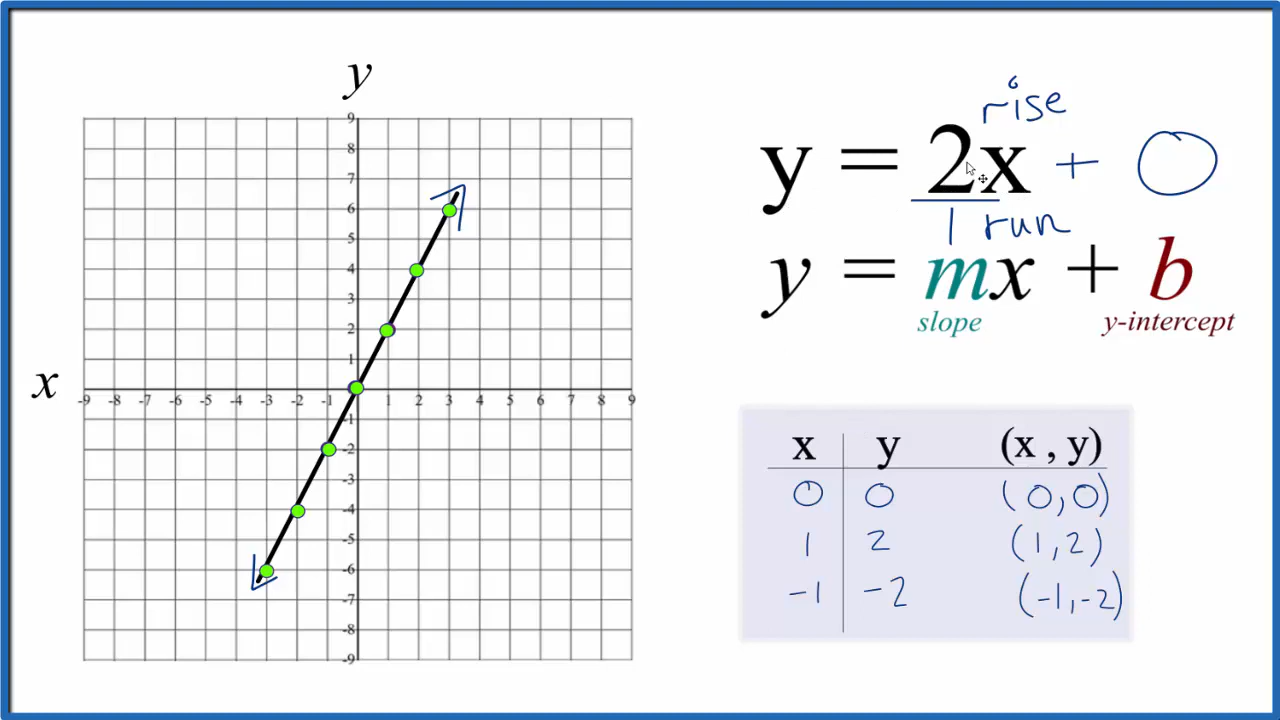 y
9
8
7
6
5
4
3
2
1
x
-9 -8 -7 -6 -5 -4 -3 -2 -1 1 2 3 4 5 6 7 8 9
-1
-2
-3
-4
-5
-6
-7
-8
-9
rise
y = 2x + 0
1 run
y = mx + b
slope y-intercept
x y (x , y)
0 0 (0,0)
1 2 (1,2)
-1 -2 (-1,-2)